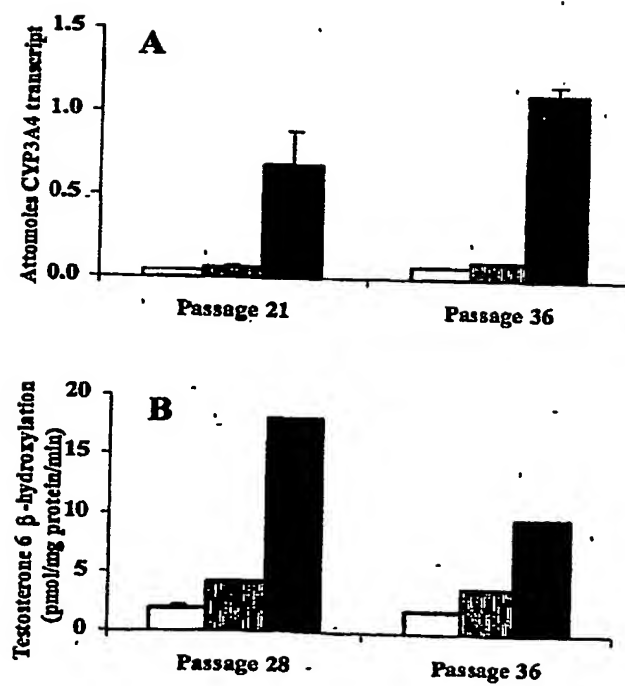 A
Attomoles CYP3A4 transcript
1.5
1.0
0.5
0.0
Passage 21
Passage 36
B
Testosterone 6 β-hydroxylation
(pmol/mg protein/min)
20
15
10
5
0
Passage 28
Passage 36